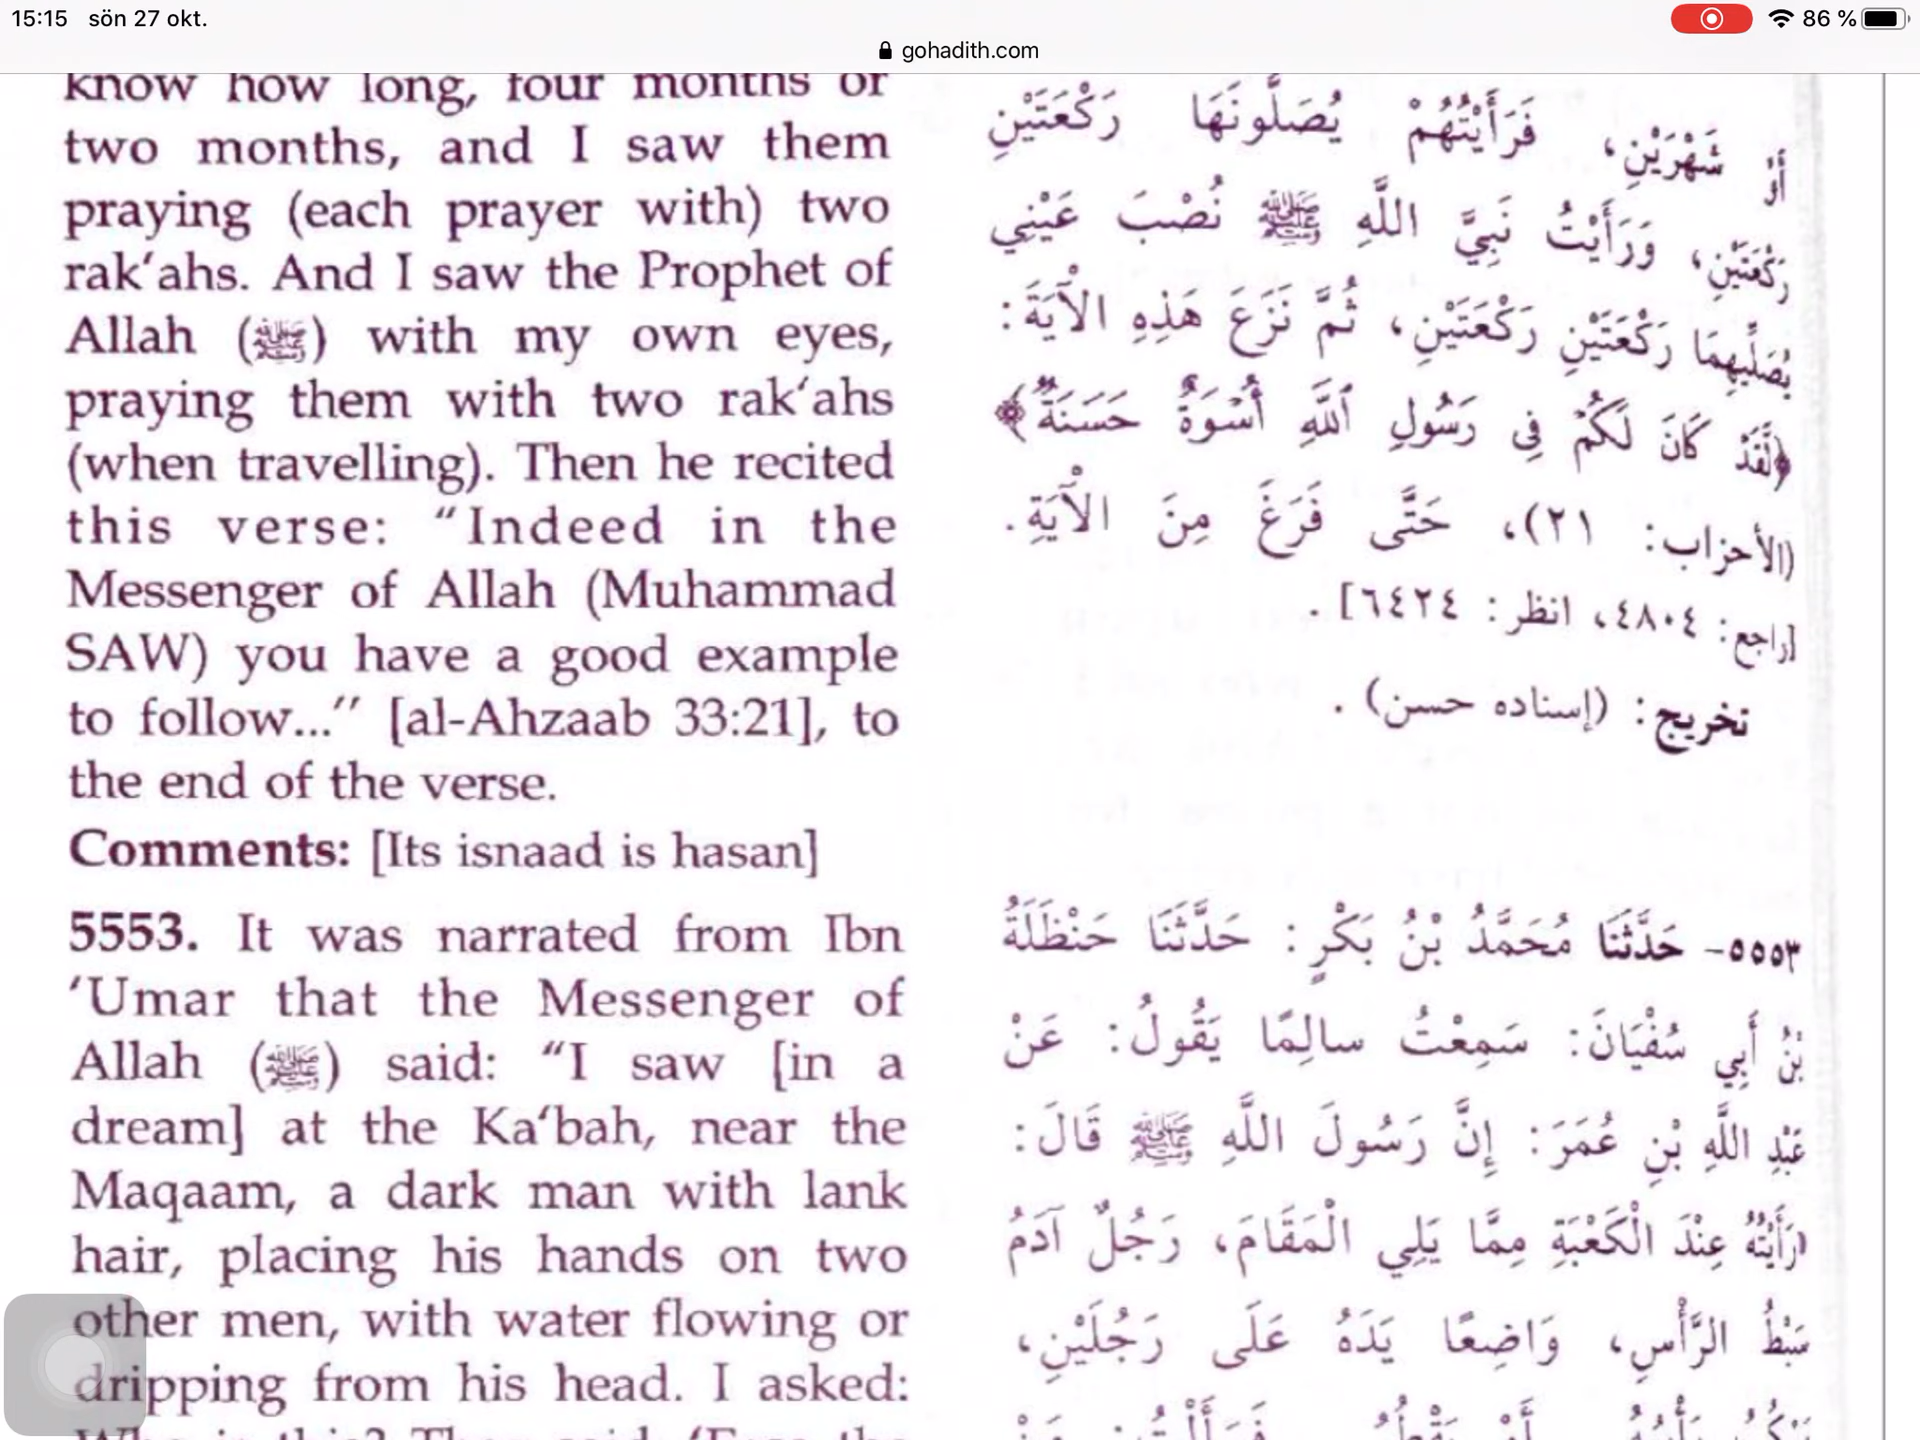 15:15 sön 27 okt.
86 %
gohadith.com
know how long, four months or
two months, and I saw them
praying (each prayer with) two
rak‘ahs. And I saw the Prophet of
Allah (ﷺ) with my own eyes,
praying them with two rak‘ahs
(when travelling). Then he recited
this verse: “Indeed in the
Messenger of Allah (Muhammad
SAW) you have a good example
to follow...” [al-Ahzaab 33:21], to
the end of the verse.
Comments: [Its isnaad is hasan]
5553. It was narrated from Ibn
‘Umar that the Messenger of
Allah (ﷺ) said: “I saw [in a
dream] at the Ka‘bah, near the
Maqaam, a dark man with lank
hair, placing his hands on two
other men, with water flowing or
dripping from his head. I asked:
أَوْ شَهْرَيْنِ، فَرَأَيْتُهُمْ يُصَلُّونَهَا رَكْعَتَيْنِ
رَكْعَتَيْنِ، وَرَأَيْتُ نَبِيَّ اللَّهِ ﷺ نُصْبَ عَيْنِي
يُصَلِّيهِمَا رَكْعَتَيْنِ رَكْعَتَيْنِ، ثُمَّ نَزَعَ هَذِهِ الْآيَةَ:
﴿لَّقَدْ كَانَ لَكُمْ فِي رَسُولِ ٱللَّهِ أُسْوَةٌ حَسَنَةٌ﴾
(الأحزاب: ٢١)، حَتَّى فَرَغَ مِنَ الْآيَةِ.
[راجع: ٤٨٠٤، انظر: ٦٤٢٤].
تخريج: (إسناده حسن).
٥٥٥٣- حَدَّثَنَا مُحَمَّدُ بْنُ بَكْرٍ: حَدَّثَنَا حَنْظَلَةُ
بْنُ أَبِي سُفْيَانَ: سَمِعْتُ سالِمًا يَقُولُ: عَنْ
عَبْدِ اللَّهِ بْنِ عُمَرَ: إِنَّ رَسُولَ اللَّهِ ﷺ قَالَ:
«رَأَيْتُهُ عِنْدَ الْكَعْبَةِ مِمَّا يَلِي الْمَقَامَ، رَجُلٌ آدَمُ
سَبْطُ الرَّأْسِ، وَاضِعًا يَدَهُ عَلَى رَجُلَيْنِ،